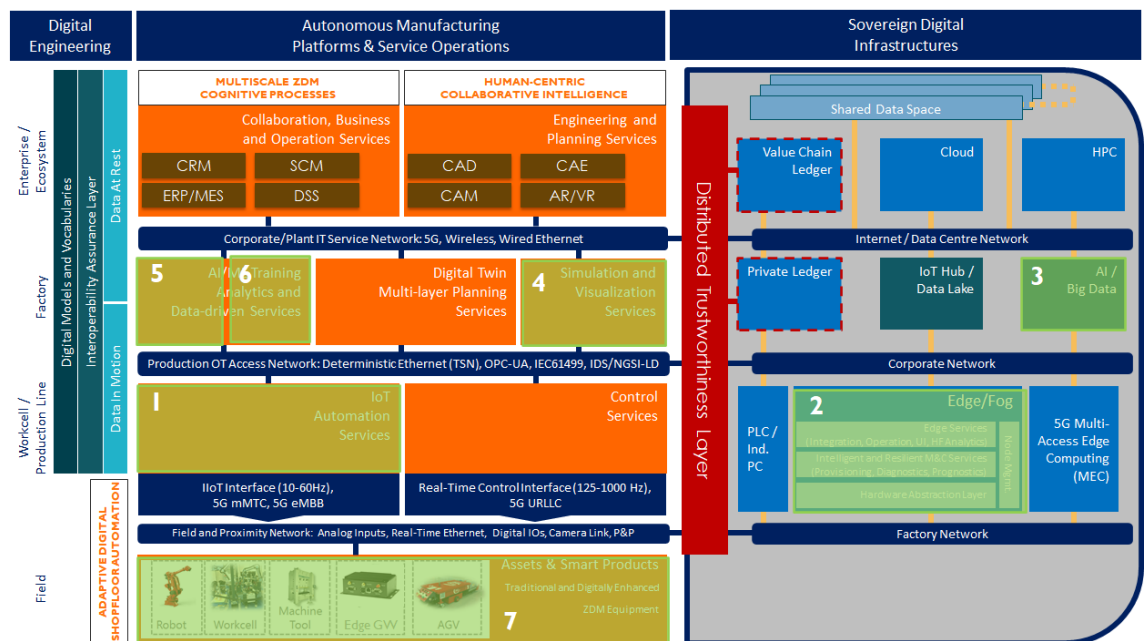 Digital
Engineering
Autonomous Manufacturing
Platforms & Service Operations
Sovereign Digital
Infrastructures
Enterprise /
Ecosystem
Factory
Workcell /
Production Line
Field
Digital Models and Vocabularies
Interoperability Assurance Layer
Data At Rest
Data In Motion
ADAPTIVE DIGITAL
SHOPFLOOR AUTOMATION
MULTISCALE ZDM
COGNITIVE PROCESSES
HUMAN-CENTRIC
COLLABORATIVE INTELLIGENCE
Collaboration, Business
and Operation Services
CRM
SCM
ERP/MES
DSS
Engineering and
Planning Services
CAD
CAE
CAM
AR/VR
Corporate/Plant IT Service Network: 5G, Wireless, Wired Ethernet
5
6
AI/ML Training
Analytics and
Data-driven Services
Digital Twin
Multi-layer Planning
Services
4
Simulation and
Visualization
Services
Production OT Access Network: Deterministic Ethernet (TSN), OPC-UA, IEC61499, IDS/NGSI-LD
1
IoT
Automation
Services
Control
Services
IIoT Interface (10-60Hz),
5G mMTC, 5G eMBB
Real-Time Control Interface (125-1000 Hz),
5G URLLC
Field and Proximity Network: Analog Inputs, Real-Time Ethernet, Digital IOs, Camera Link, P&P
Robot
Workcell
Machine
Tool
Edge GW
AGV
Assets & Smart Products
Traditional and Digitally Enhanced
ZDM Equipment
7
Distributed Trustworthiness Layer
Shared Data Space
Value Chain
Ledger
Cloud
HPC
Internet / Data Centre Network
Private Ledger
IoT Hub /
Data Lake
3
AI /
Big Data
Corporate Network
PLC /
Ind.
PC
2
Edge/Fog
Edge Services
(Integration, Operation, UI, HF Analytics)
Intelligent and Resilient M&C Services
(Provisioning, Diagnostics, Prognostics)
Hardware Abstraction Layer
Node Mgmt.
5G Multi-
Access Edge
Computing
(MEC)
Factory Network